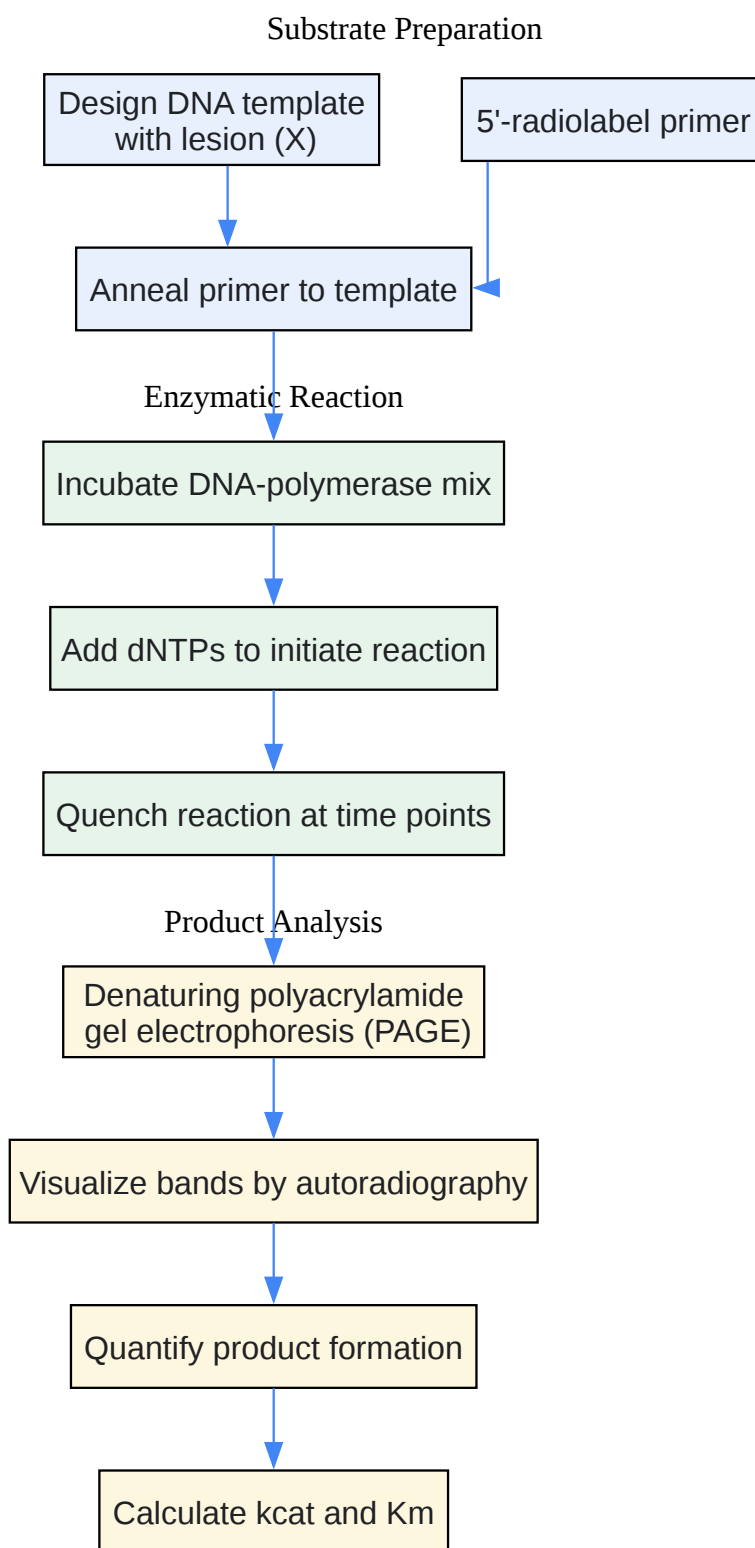 Substrate Preparation
Design DNA template
with lesion (X)
5'-radiolabel primer
Anneal primer to template
Enzymatic Reaction
Incubate DNA-polymerase mix
Add dNTPs to initiate reaction
Quench reaction at time points
Product Analysis
Denaturing polyacrylamide
gel electrophoresis (PAGE)
Visualize bands by autoradiography
Quantify product formation
Calculate kcat and Km